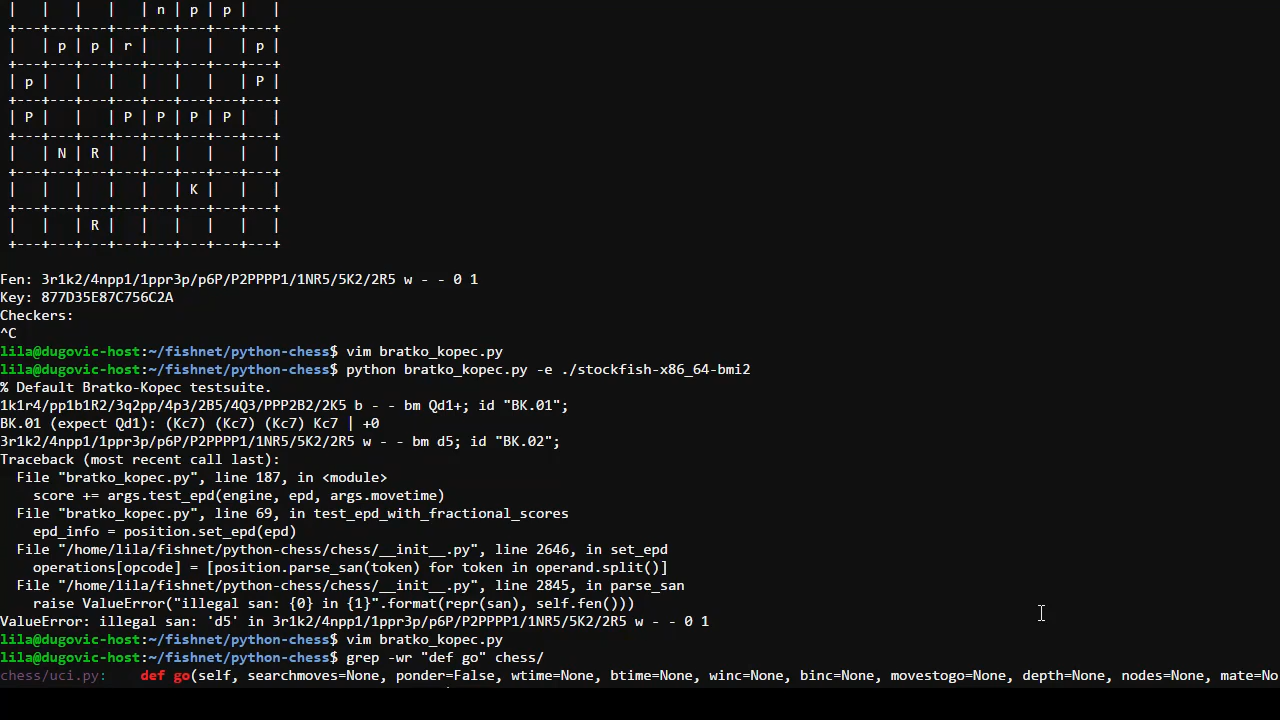 |   |   |   |   | n | p | p |   |
+---+---+---+---+---+---+---+---+
|   | p | p | r |   |   |   | p |
+---+---+---+---+---+---+---+---+
| p |   |   |   |   |   |   | P |
+---+---+---+---+---+---+---+---+
| P |   |   | P | P | P | P |   |
+---+---+---+---+---+---+---+---+
|   | N | R |   |   |   |   |   |
+---+---+---+---+---+---+---+---+
|   |   |   |   |   | K |   |   |
+---+---+---+---+---+---+---+---+
|   |   | R |   |   |   |   |   |
+---+---+---+---+---+---+---+---+
Fen: 3r1k2/4npp1/1ppr3p/p6P/P2PPPP1/1NR5/5K2/2R5 w - - 0 1
Key: 877D35E87C756C2A
Checkers:
^C
lila@dugovic-host:~/fishnet/python-chess$ vim bratko_kopec.py
lila@dugovic-host:~/fishnet/python-chess$ python bratko_kopec.py -e ./stockfish-x86_64-bmi2
% Default Bratko-Kopec testsuite.
1k1r4/pp1b1R2/3q2pp/4p3/2B5/4Q3/PPP2B2/2K5 b - - bm Qd1+; id "BK.01";
BK.01 (expect Qd1): (Kc7) (Kc7) (Kc7) Kc7 | +0
3r1k2/4npp1/1ppr3p/p6P/P2PPPP1/1NR5/5K2/2R5 w - - bm d5; id "BK.02";
Traceback (most recent call last):
  File "bratko_kopec.py", line 187, in <module>
    score += args.test_epd(engine, epd, args.movetime)
  File "bratko_kopec.py", line 69, in test_epd_with_fractional_scores
    epd_info = position.set_epd(epd)
  File "/home/lila/fishnet/python-chess/chess/__init__.py", line 2646, in set_epd
    operations[opcode] = [position.parse_san(token) for token in operand.split()]
  File "/home/lila/fishnet/python-chess/chess/__init__.py", line 2845, in parse_san
    raise ValueError("illegal san: {0} in {1}".format(repr(san), self.fen()))
ValueError: illegal san: 'd5' in 3r1k2/4npp1/1ppr3p/p6P/P2PPPP1/1NR5/5K2/2R5 w - - 0 1
lila@dugovic-host:~/fishnet/python-chess$ vim bratko_kopec.py
lila@dugovic-host:~/fishnet/python-chess$ grep -wr "def go" chess/
chess/uci.py:    def go(self, searchmoves=None, ponder=False, wtime=None, btime=None, winc=None, binc=None, movestogo=None, depth=None, nodes=None, mate=No